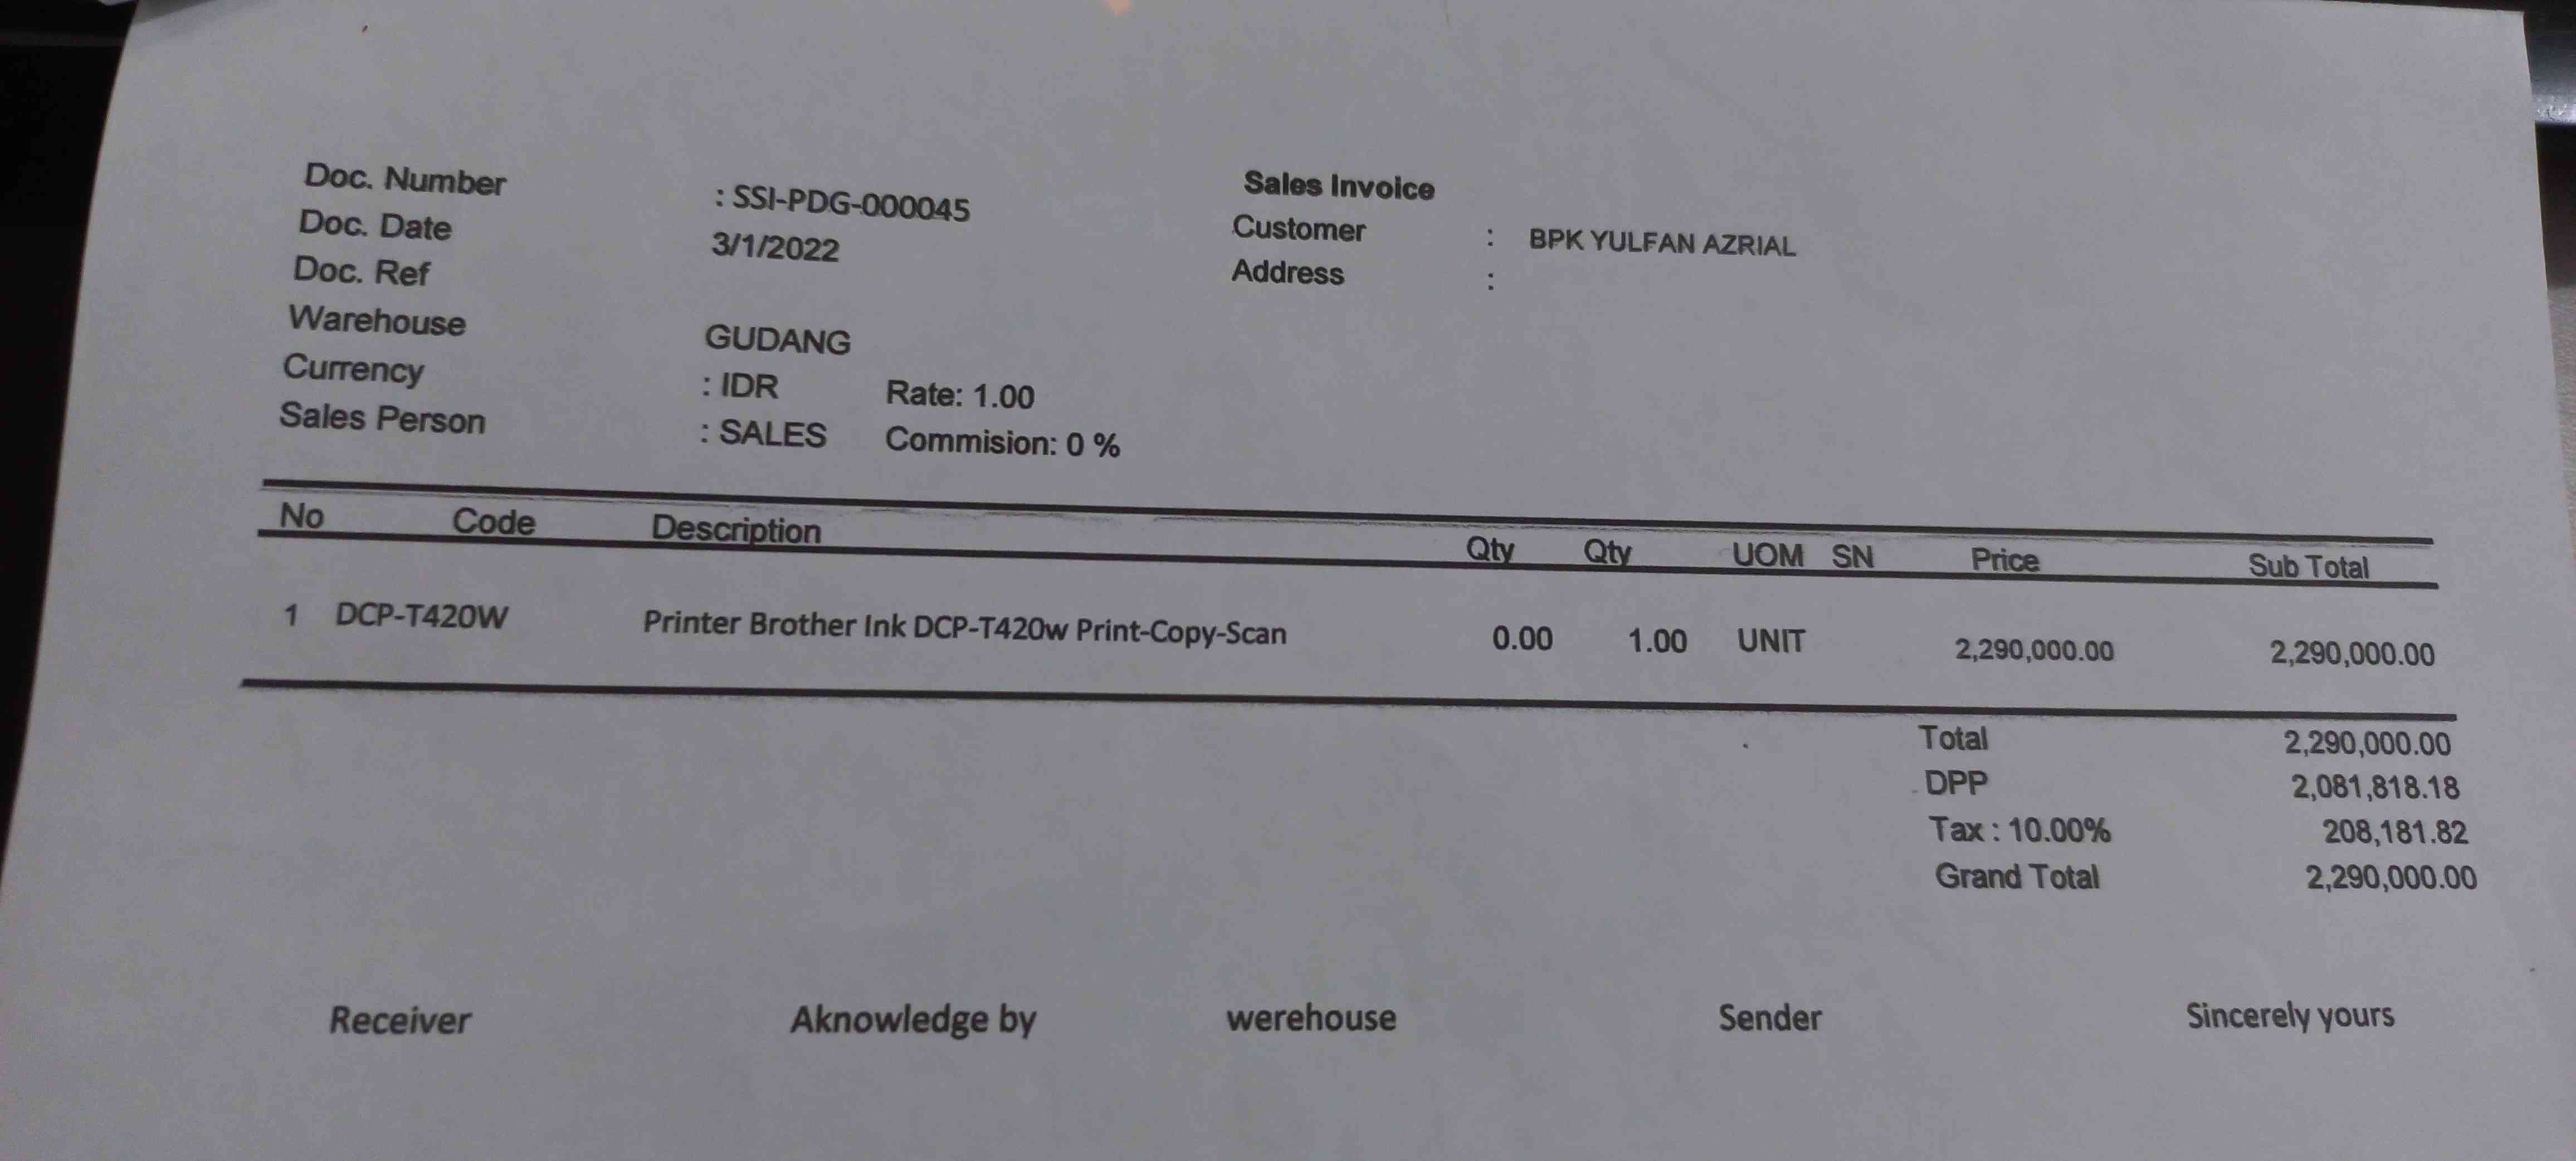 Doc. Number : SSI-PDG-000045
Doc. Date 3/1/2022
Doc. Ref
Warehouse GUDANG
Currency : IDR Rate: 1.00
Sales Person : SALES Commision: 0 %
Sales Invoice
Customer : BPK YULFAN AZRIAL
Address :
No Code Description Qty Qty UOM SN Price Sub Total
1 DCP-T420W Printer Brother Ink DCP-T420w Print-Copy-Scan 0.00 1.00 UNIT 2,290,000.00 2,290,000.00
Total 2,290,000.00
DPP 2,081,818.18
Tax : 10.00% 208,181.82
Grand Total 2,290,000.00
Receiver Aknowledge by werehouse Sender Sincerely yours